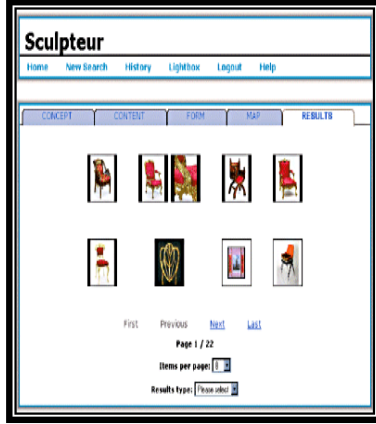 Sculpteur
Home New Search History Lightbox Logout Help
CONCEPT CONTENT FORM MAP RESULTS
First Previous Next Last
Page 1 / 22
Items per page: 8
Results type: Please select